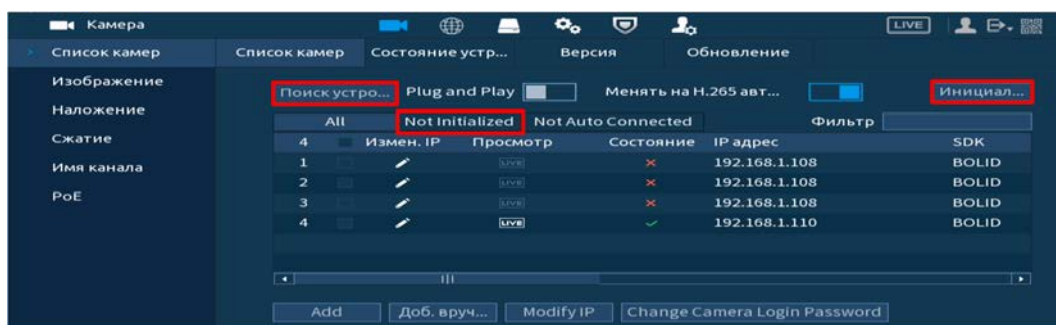 Камера LIVE
Список камер Список камер Состояние устр... Версия Обновление
Изображение
Поиск устро... Plug and Play Менять на H.265 авт... Инициал...
Наложение
All Not Initialized Not Auto Connected Фильтр
Сжатие
4 Измен. IP Просмотр Состояние IP адрес SDK
Имя канала
1 LIVE 192.168.1.108 BOLID
2 LIVE 192.168.1.108 BOLID
PoE
3 LIVE 192.168.1.108 BOLID
4 LIVE 192.168.1.110 BOLID
Add Доб. вруч... Modify IP Change Camera Login Password